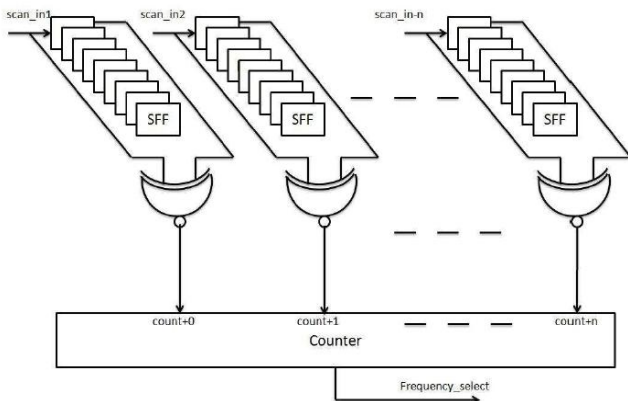 scan_in1
scan_in2
scan_in-n
SFF
SFF
SFF
count+0
count+1
count+n
Counter
Frequency_select